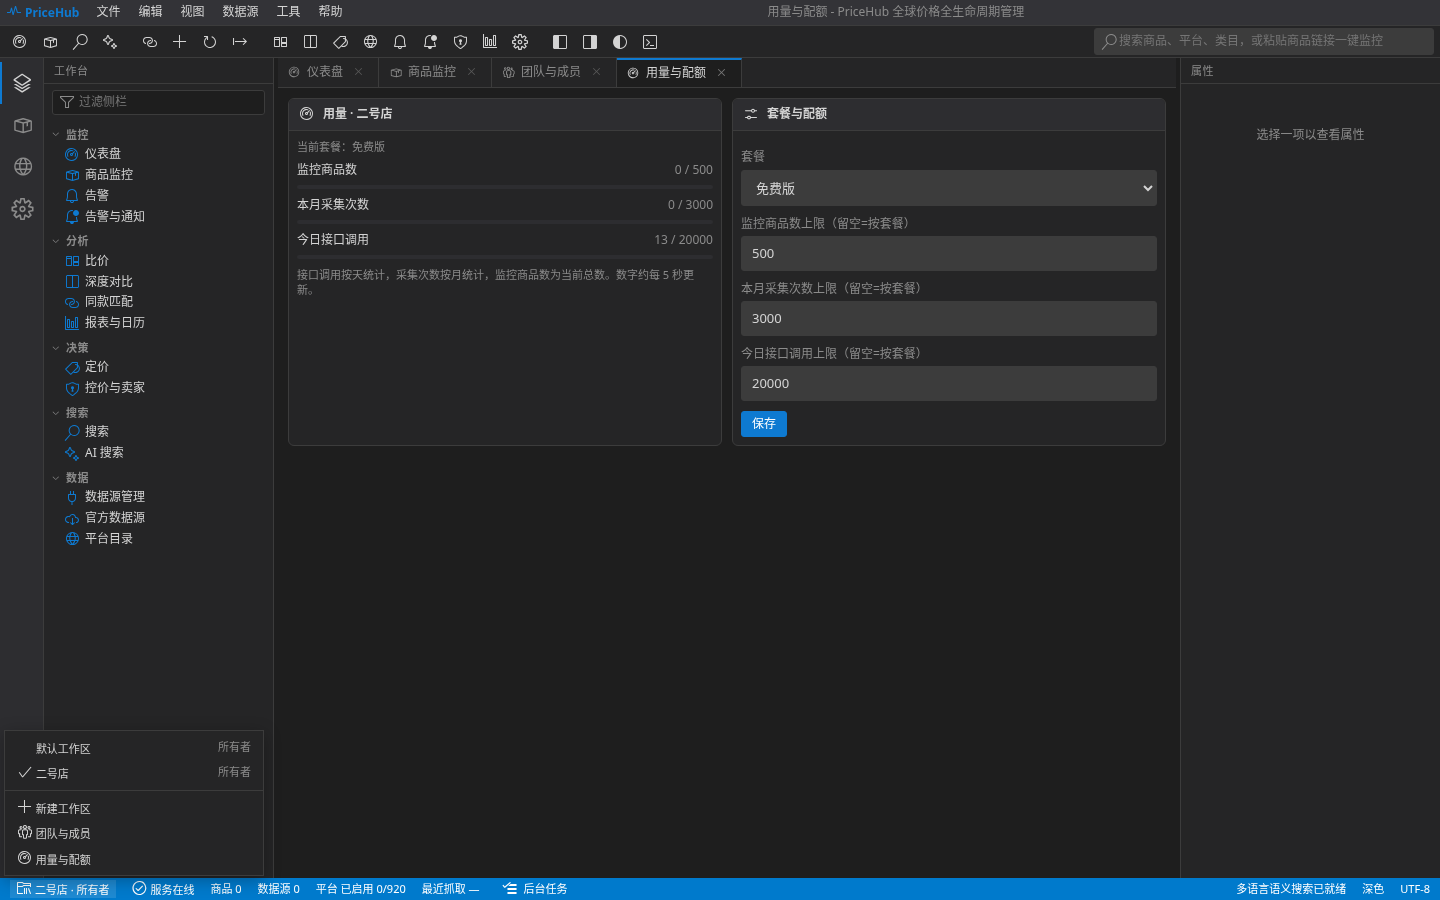 PriceHub 文件 编辑 视图 数据源 工具 帮助
用量与配额 - PriceHub 全球价格全生命周期管理
搜索商品、平台、类目，或粘贴商品链接一键监控
工作台
过滤侧栏
监控
仪表盘
商品监控
告警
告警与通知
分析
比价
深度对比
同款匹配
报表与日历
决策
定价
控价与卖家
搜索
搜索
AI 搜索
数据
数据源管理
官方数据源
平台目录
仪表盘 商品监控 团队与成员 用量与配额
用量 · 二号店
当前套餐：免费版
监控商品数 0 / 500
本月采集次数 0 / 3000
今日接口调用 13 / 20000
接口调用按天统计，采集次数按月统计，监控商品数为当前总数。数字约每 5 秒更
新。
套餐与配额
套餐
免费版
监控商品数上限（留空=按套餐）
500
本月采集次数上限（留空=按套餐）
3000
今日接口调用上限（留空=按套餐）
20000
保存
属性
选择一项以查看属性
默认工作区 所有者
二号店 所有者
新建工作区
团队与成员
用量与配额
二号店 · 所有者 服务在线 商品 0 数据源 0 平台 已启用 0/920 最近抓取 — 后台任务 多语言语义搜索已就绪 深色 UTF-8